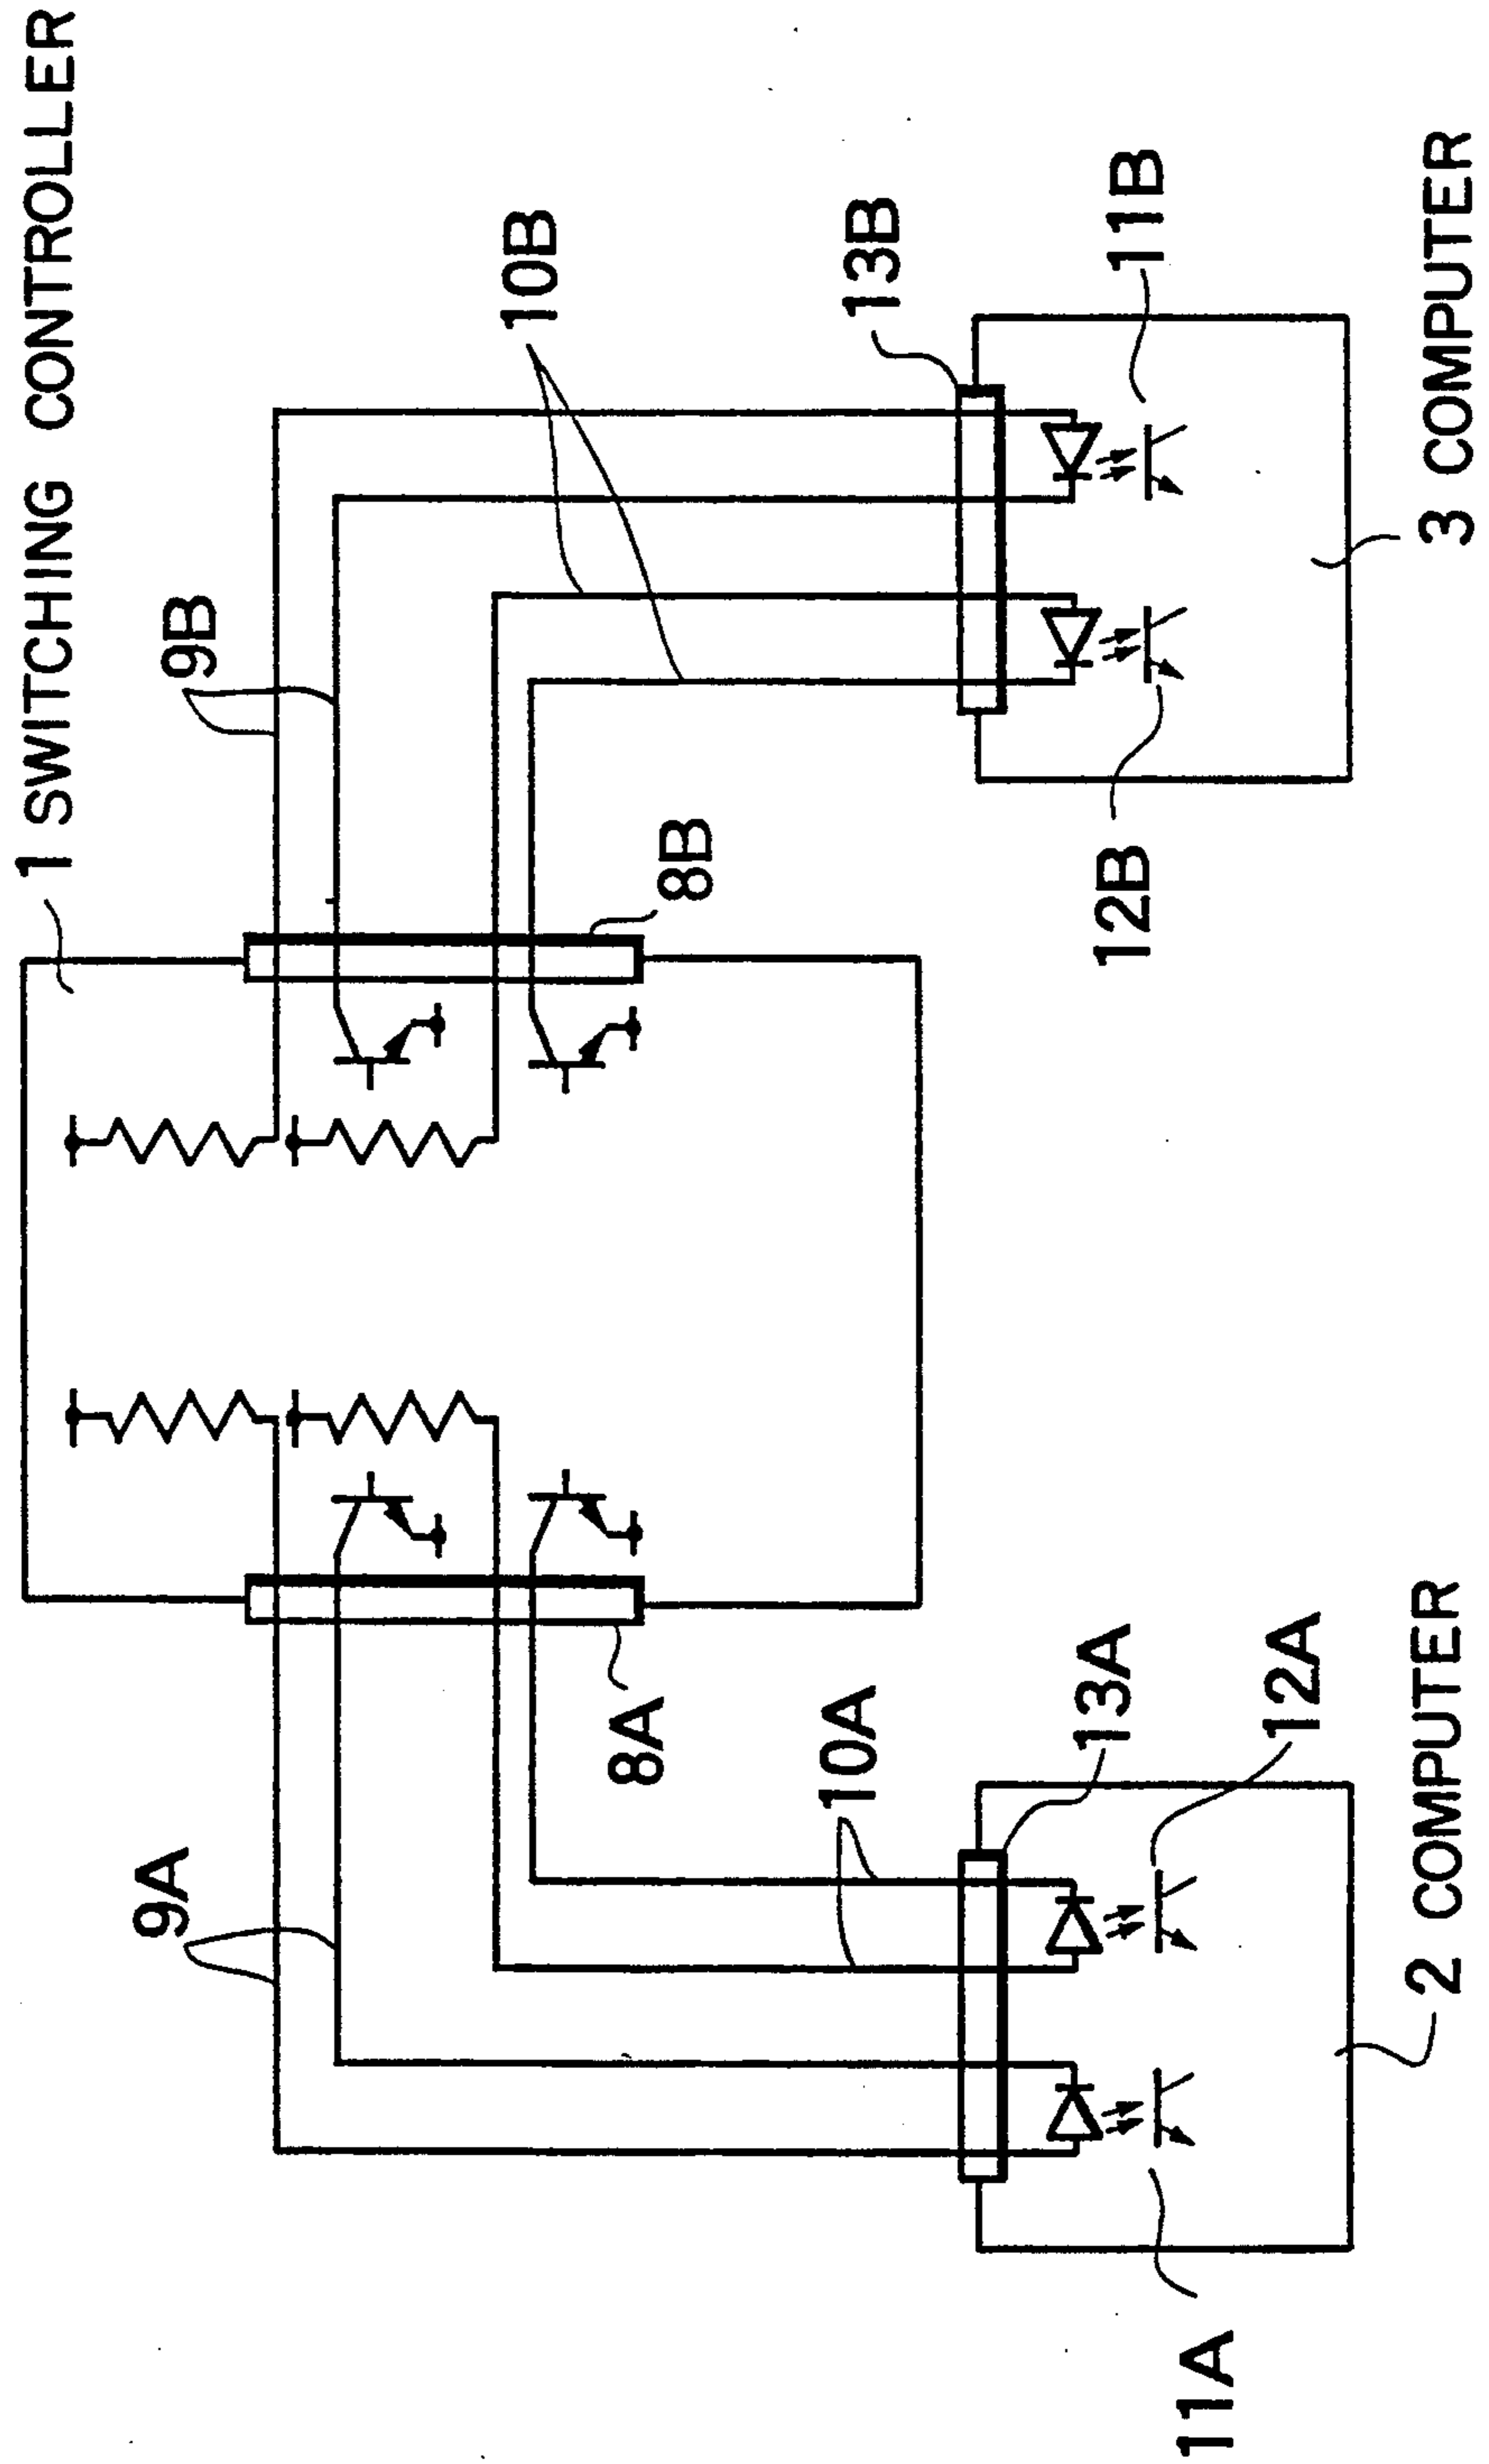 1 SWITCHING CONTROLLER
9A
9B
10B
8A
8B
10A
13A
13B
12A
11A
11B
12B
2 COMPUTER
3 COMPUTER